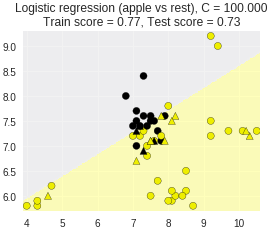 Logistic regression (apple vs rest), C = 100.000
Train score = 0.77, Test score = 0.73
9.0
8.5
8.0
7.5
7.0
6.5
6.0
4 5 6 7 8 9 10